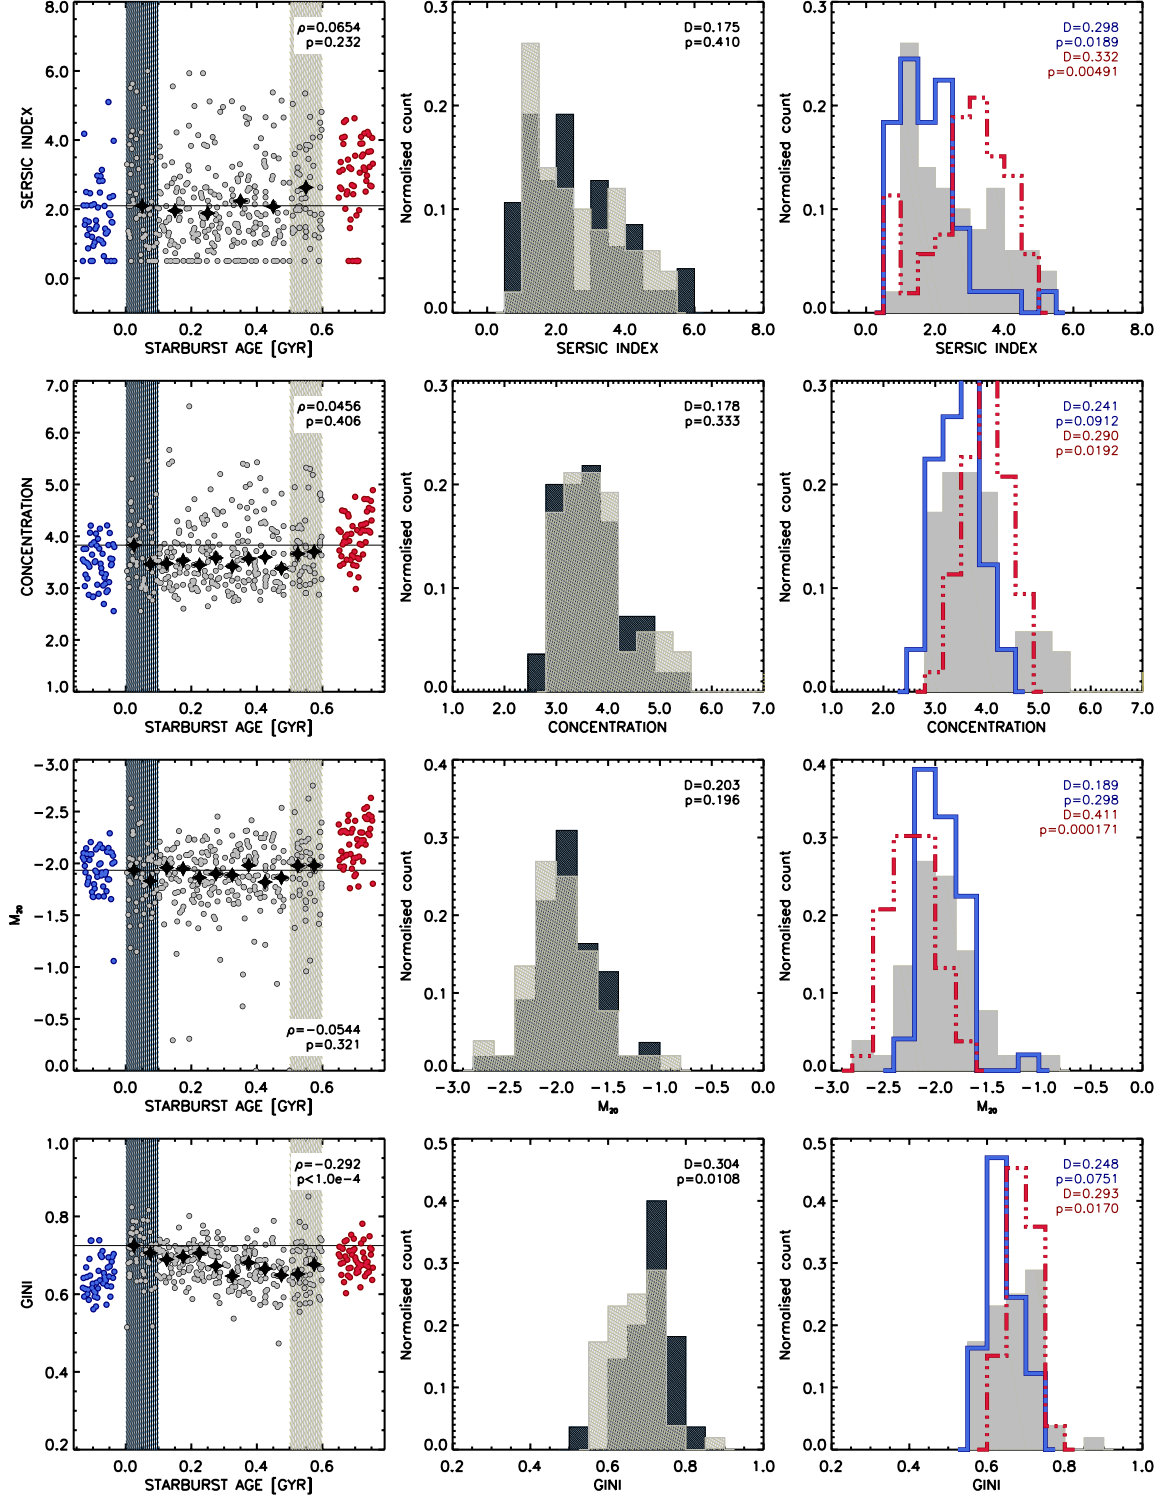 ρ=0.0654
p=0.232
8.0
6.0
4.0
2.0
0.0
SERSIC INDEX
0.0 0.2 0.4 0.6
STARBURST AGE [GYR]
D=0.175
p=0.410
0.3
0.2
0.1
0.0
Normalised count
0.0 2.0 4.0 6.0 8.0
SERSIC INDEX
D=0.298
p=0.0189
D=0.332
p=0.00491
0.3
0.2
0.1
0.0
Normalised count
0.0 2.0 4.0 6.0 8.0
SERSIC INDEX
ρ=0.0456
p=0.406
7.0
6.0
5.0
4.0
3.0
2.0
1.0
CONCENTRATION
0.0 0.2 0.4 0.6
STARBURST AGE [GYR]
D=0.178
p=0.333
0.3
0.2
0.1
0.0
Normalised count
1.0 2.0 3.0 4.0 5.0 6.0 7.0
CONCENTRATION
D=0.241
p=0.0912
D=0.290
p=0.0192
0.3
0.2
0.1
0.0
Normalised count
1.0 2.0 3.0 4.0 5.0 6.0 7.0
CONCENTRATION
−3.0
−2.5
−2.0
−1.5
−1.0
−0.5
0.0
M20
ρ=−0.0544
p=0.321
0.0 0.2 0.4 0.6
STARBURST AGE [GYR]
D=0.203
p=0.196
0.4
0.3
0.2
0.1
0.0
Normalised count
−3.0 −2.5 −2.0 −1.5 −1.0 −0.5 0.0
M20
D=0.189
p=0.298
D=0.411
p=0.000171
0.4
0.3
0.2
0.1
0.0
Normalised count
−3.0 −2.5 −2.0 −1.5 −1.0 −0.5 0.0
M20
ρ=−0.292
p<1.0e−4
1.0
0.8
0.6
0.4
0.2
GINI
0.0 0.2 0.4 0.6
STARBURST AGE [GYR]
D=0.304
p=0.0108
0.5
0.4
0.3
0.2
0.1
0.0
Normalised count
0.2 0.4 0.6 0.8 1.0
GINI
D=0.248
p=0.0751
D=0.293
p=0.0170
0.5
0.4
0.3
0.2
0.1
0.0
Normalised count
0.2 0.4 0.6 0.8 1.0
GINI